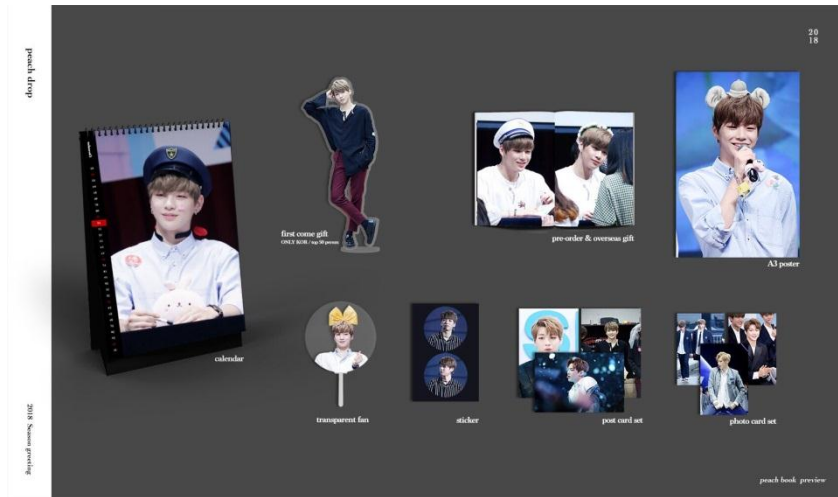 peach drop
2018 Season greeting
20
18
calendar
first come gift
ONLY KOR / top 50 person
pre-order & overseas gift
A3 poster
transparent fan
sticker
post card set
photo card set
peach book preview